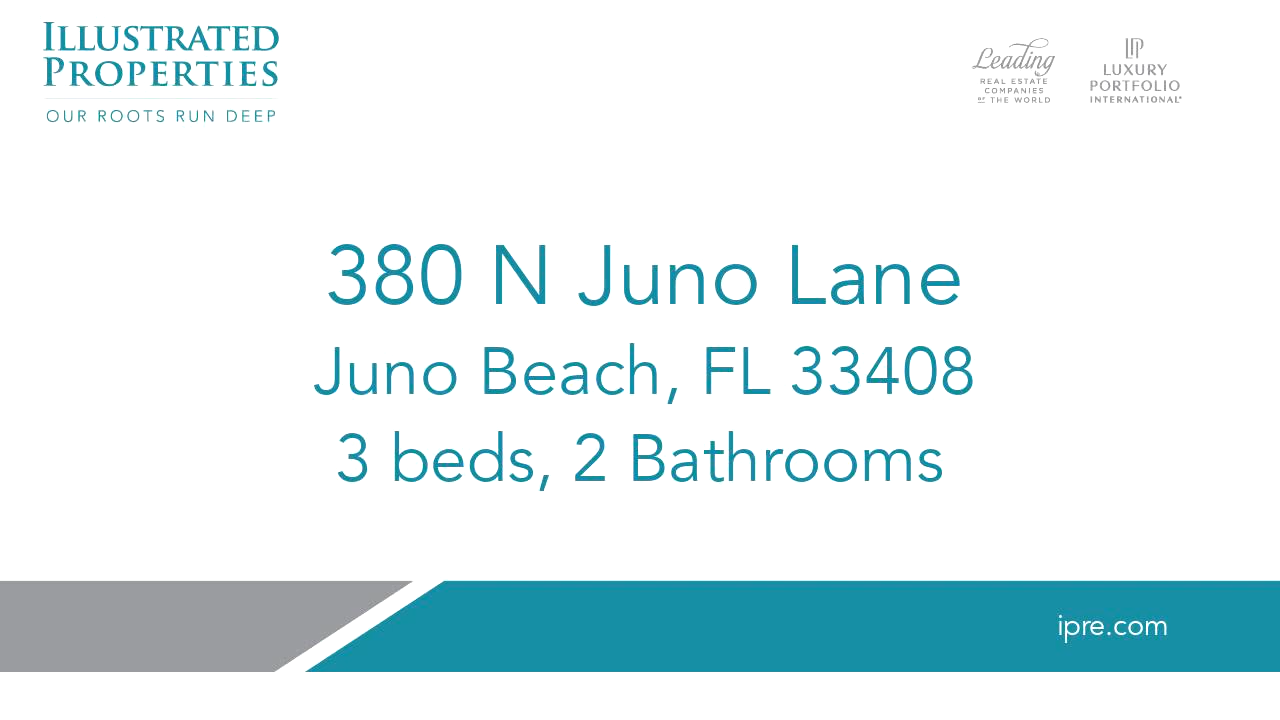 ILLUSTRATED
PROPERTIES
OUR ROOTS RUN DEEP
Leading
REAL ESTATE
COMPANIES
OF THE WORLD
LP
LUXURY
PORTFOLIO
INTERNATIONAL®
380 N Juno Lane
Juno Beach, FL 33408
3 beds, 2 Bathrooms
ipre.com